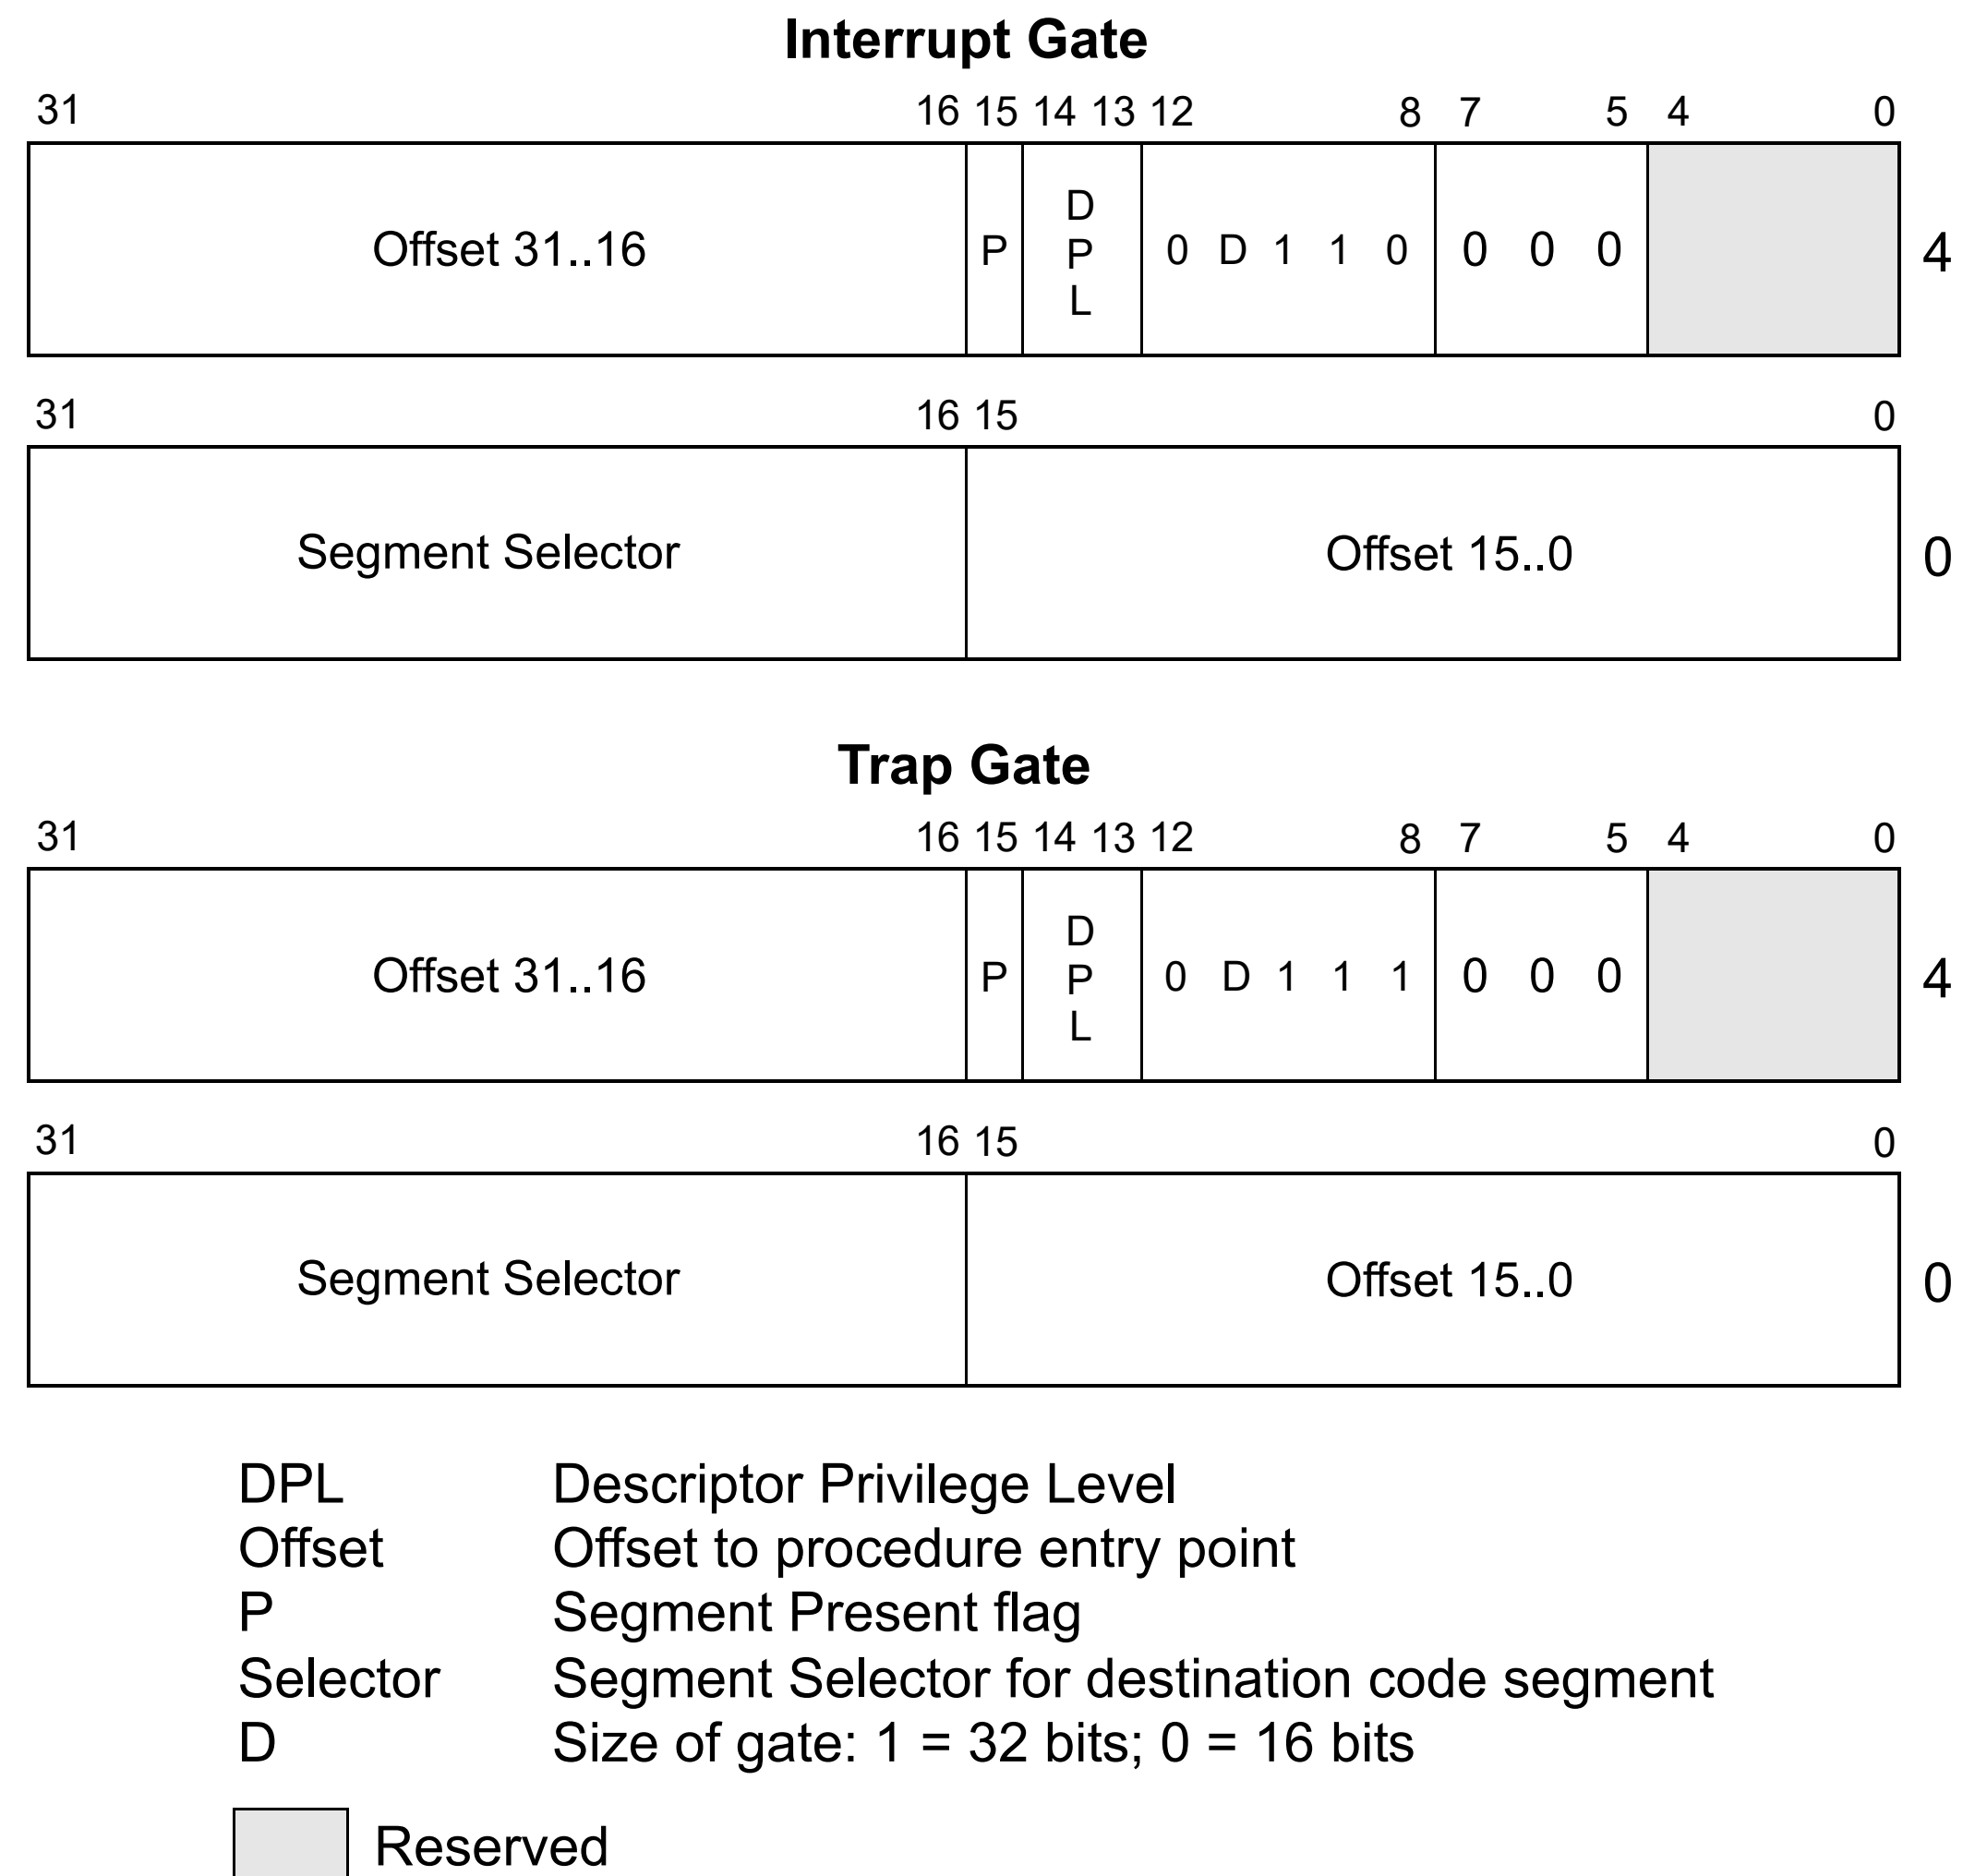 Interrupt Gate
31 16 15 14 13 12 8 7 5 4 0
Offset 31..16 P DPL 0 D 1 1 0 0 0 0 4
31 16 15 0
Segment Selector Offset 15..0 0
Trap Gate
31 16 15 14 13 12 8 7 5 4 0
Offset 31..16 P DPL 0 D 1 1 1 0 0 0 4
31 16 15 0
Segment Selector Offset 15..0 0
DPL Descriptor Privilege Level
Offset Offset to procedure entry point
P Segment Present flag
Selector Segment Selector for destination code segment
D Size of gate: 1 = 32 bits; 0 = 16 bits
Reserved